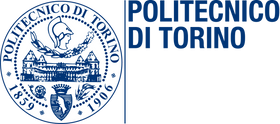 POLITECNICO DI TORINO
1859
1906
POLITECNICO
DI TORINO